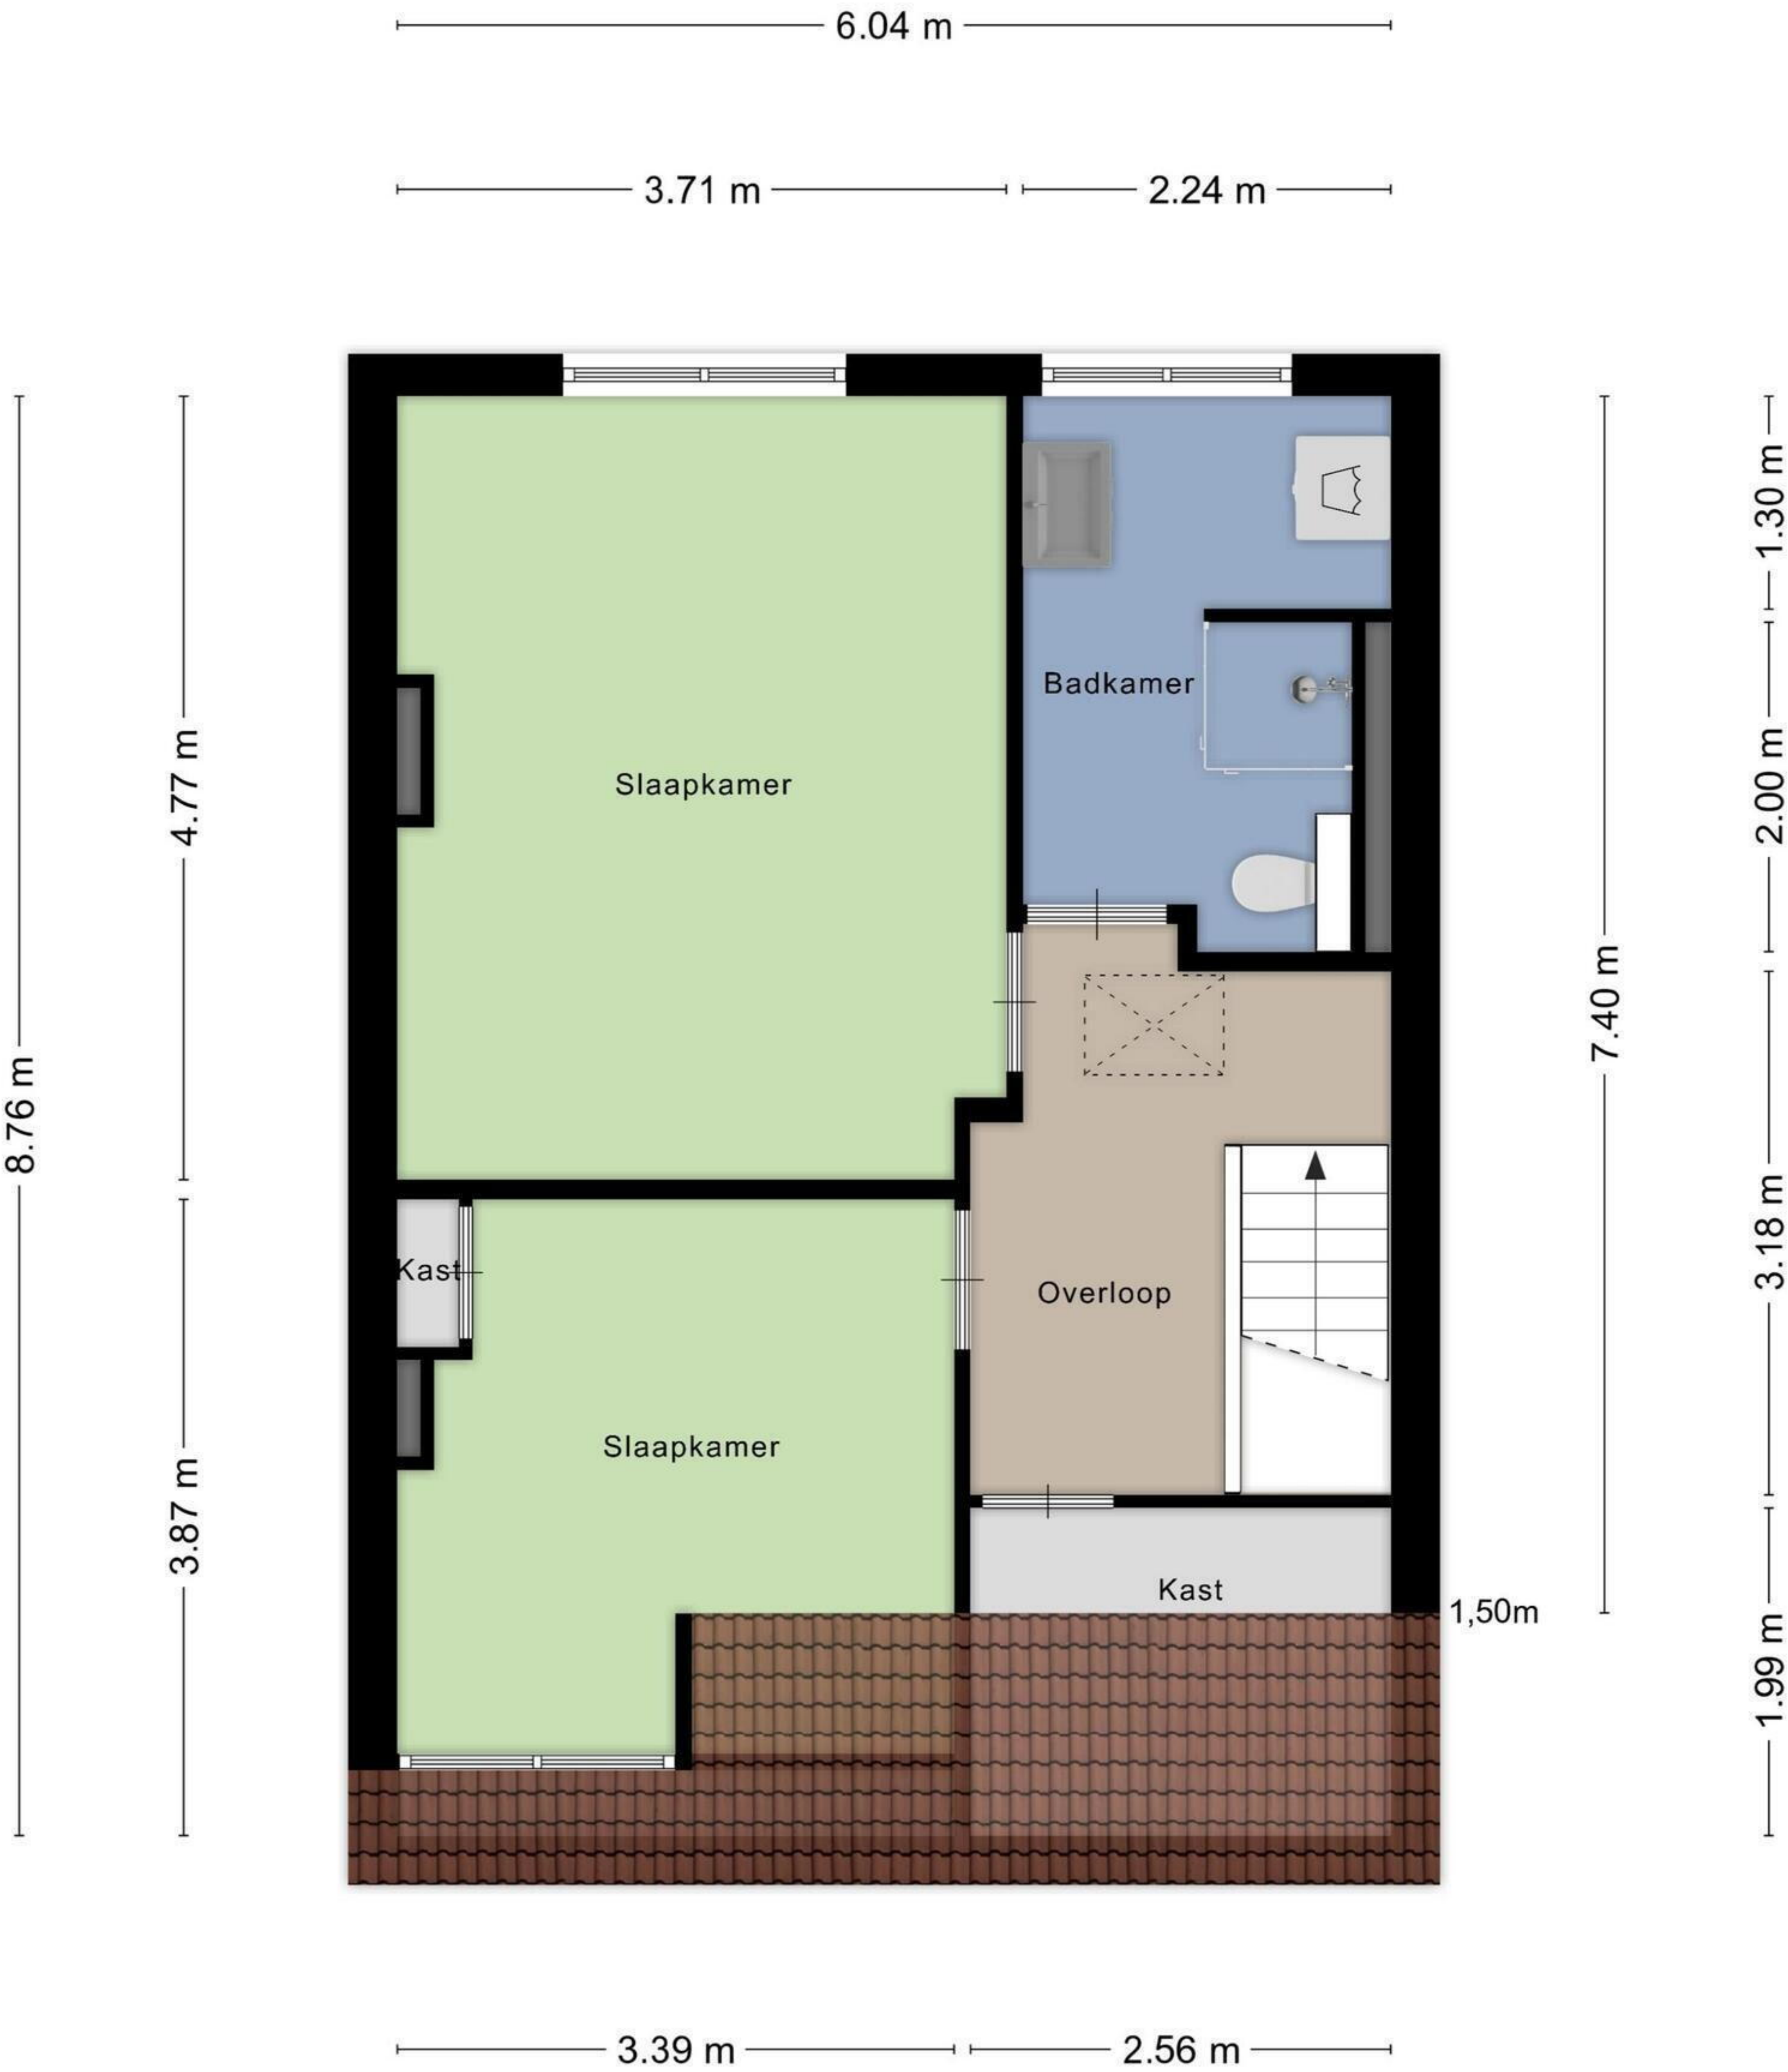 6.04 m
3.71 m
2.24 m
1.30 m
Badkamer
4.77 m
2.00 m
Slaapkamer
7.40 m
8.76 m
3.18 m
Kast
Overloop
Slaapkamer
3.87 m
Kast
1,50m
1.99 m
3.39 m
2.56 m